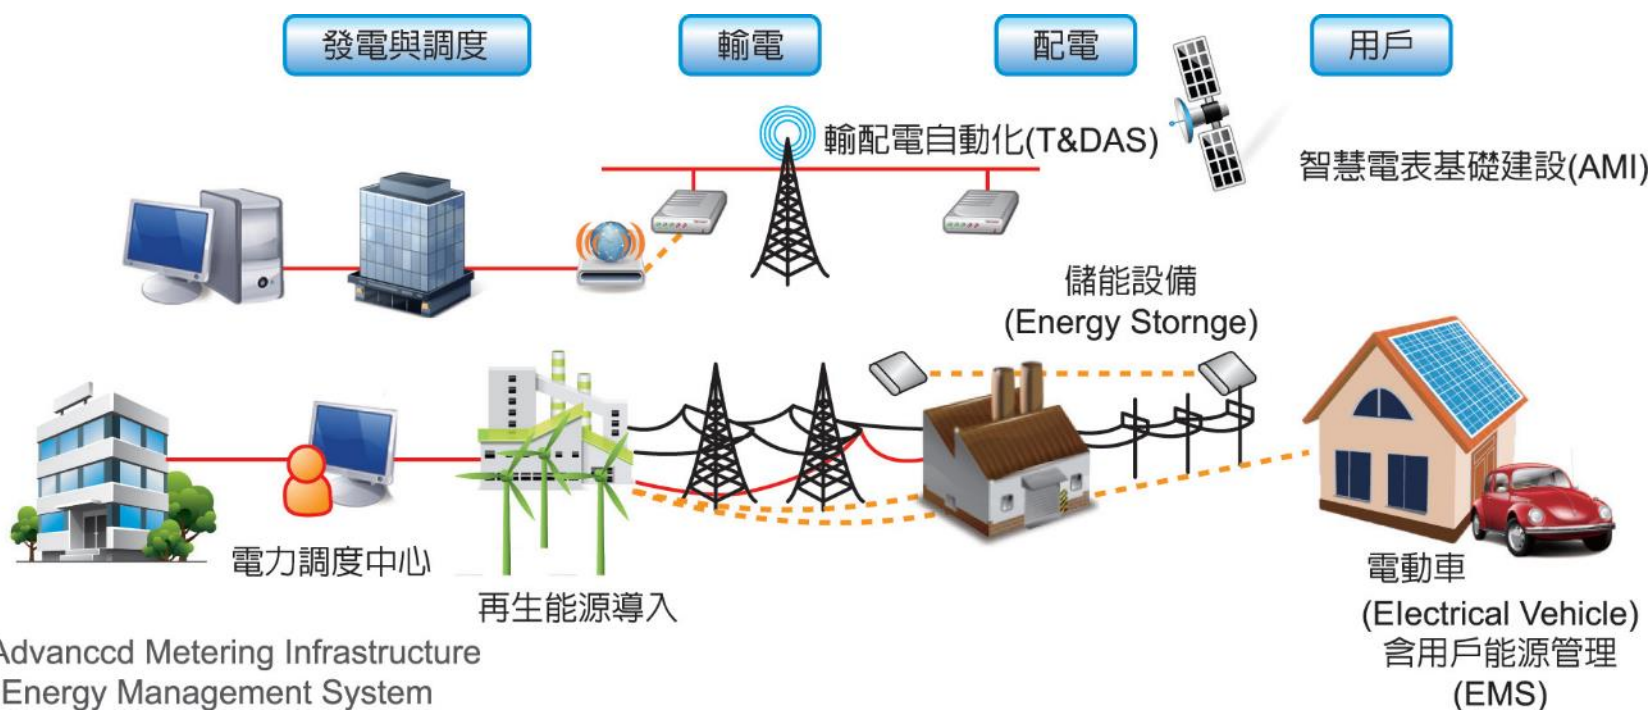 發電與調度
輸電
配電
用戶
輸配電自動化(T&DAS)
智慧電表基礎建設(AMI)
儲能設備
(Energy Stornge)
電力調度中心
再生能源導入
電動車
(Electrical Vehicle)
含用戶能源管理
(EMS)
Advanccd Metering Infrastructure
Energy Management System